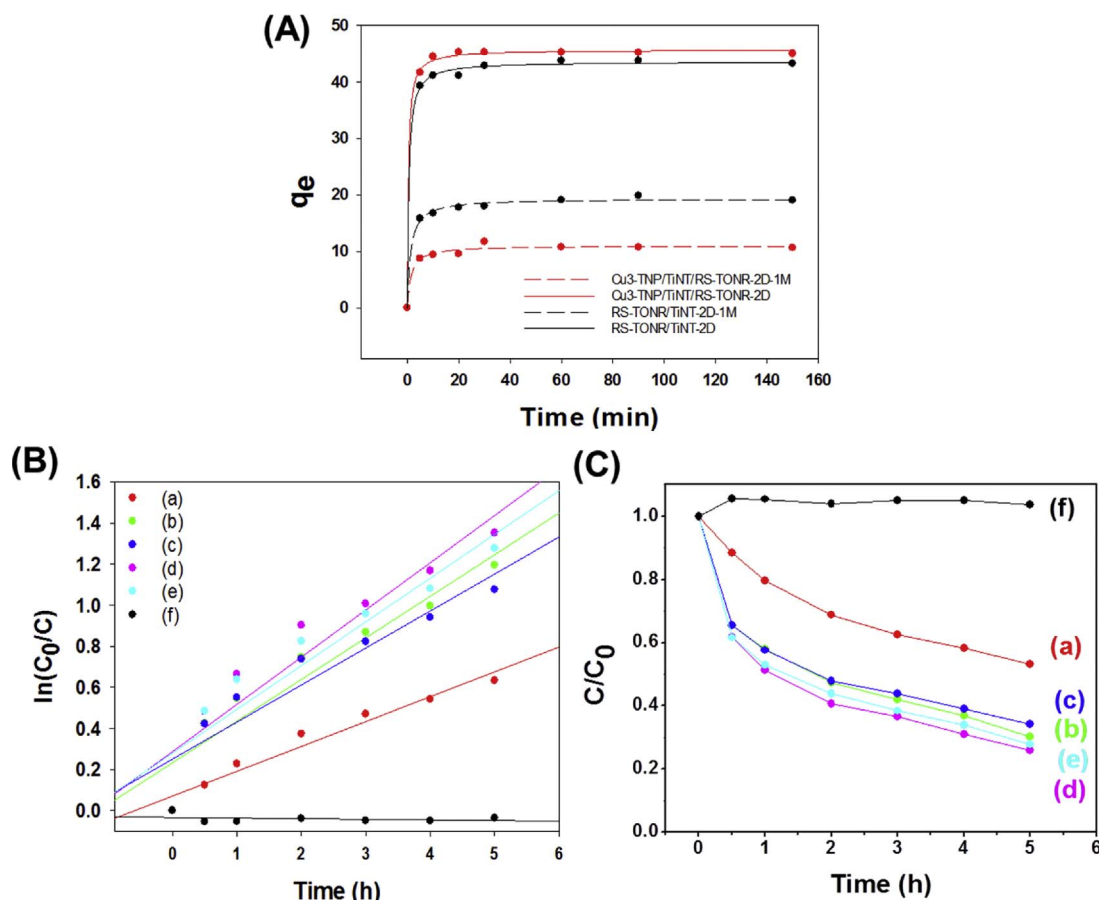 (A)
50
40
30
20
10
0
qe
Cu3-TNP/TiNT/RS-TONR-2D-1M
Cu3-TNP/TiNT/RS-TONR-2D
RS-TONR/TiNT-2D-1M
RS-TONR/TiNT-2D
0 20 40 60 80 100 120 140 160
Time (min)
(B)
1.6
1.4
1.2
1.0
0.8
0.6
0.4
0.2
0.0
ln(C0/C)
(a)
(b)
(c)
(d)
(e)
(f)
0 1 2 3 4 5 6
Time (h)
(C)
1.0
0.8
0.6
0.4
0.2
0.0
C/C0
(f)
(a)
(c)
(b)
(e)
(d)
0 1 2 3 4 5 6
Time (h)